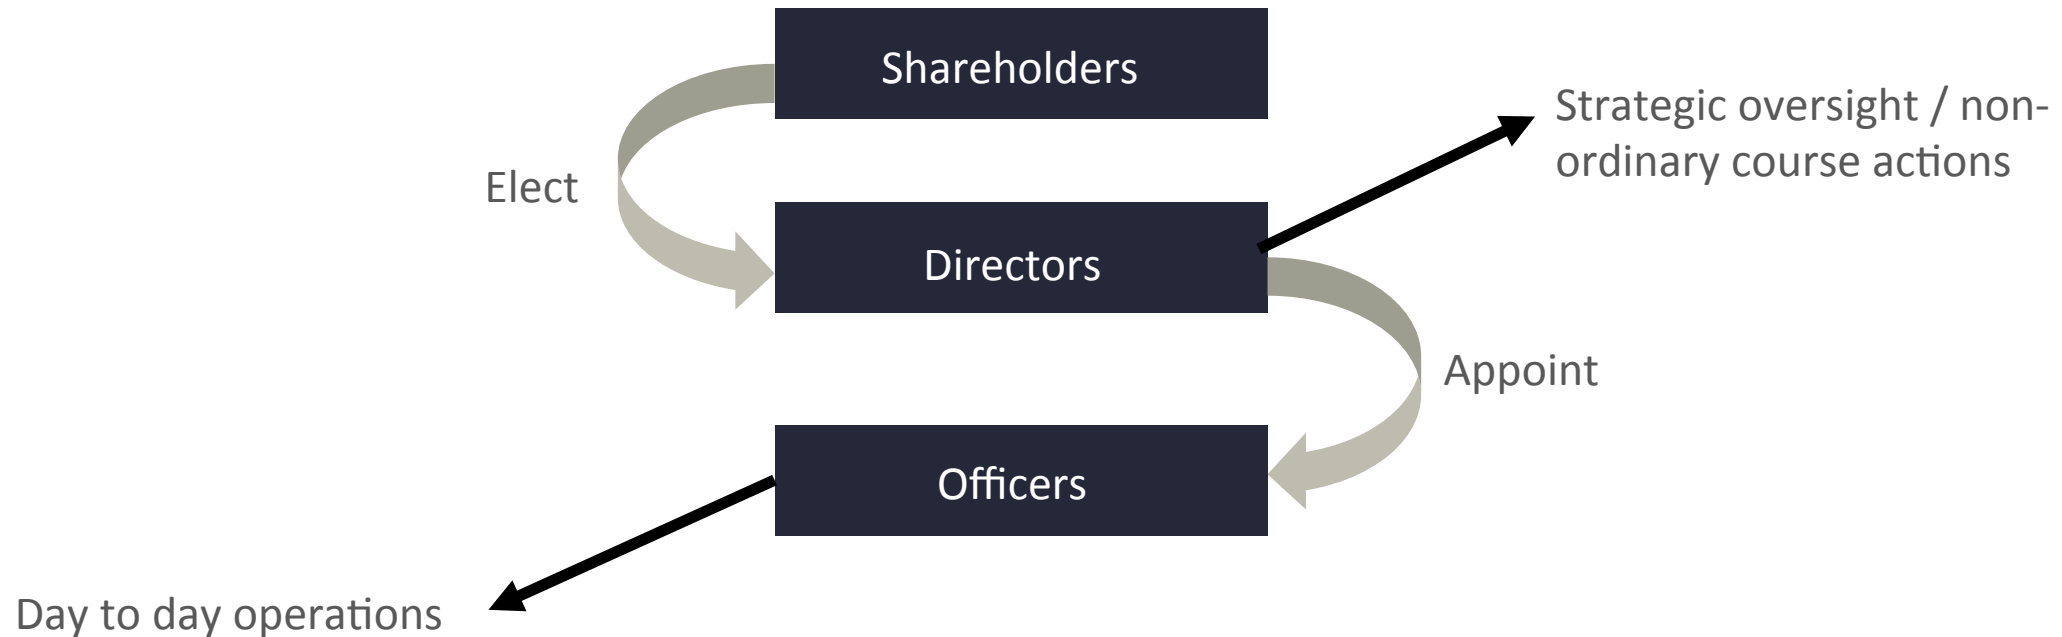 Shareholders
Strategic oversight / non-
ordinary course actions
Elect
Directors
Appoint
Officers
Day to day operations